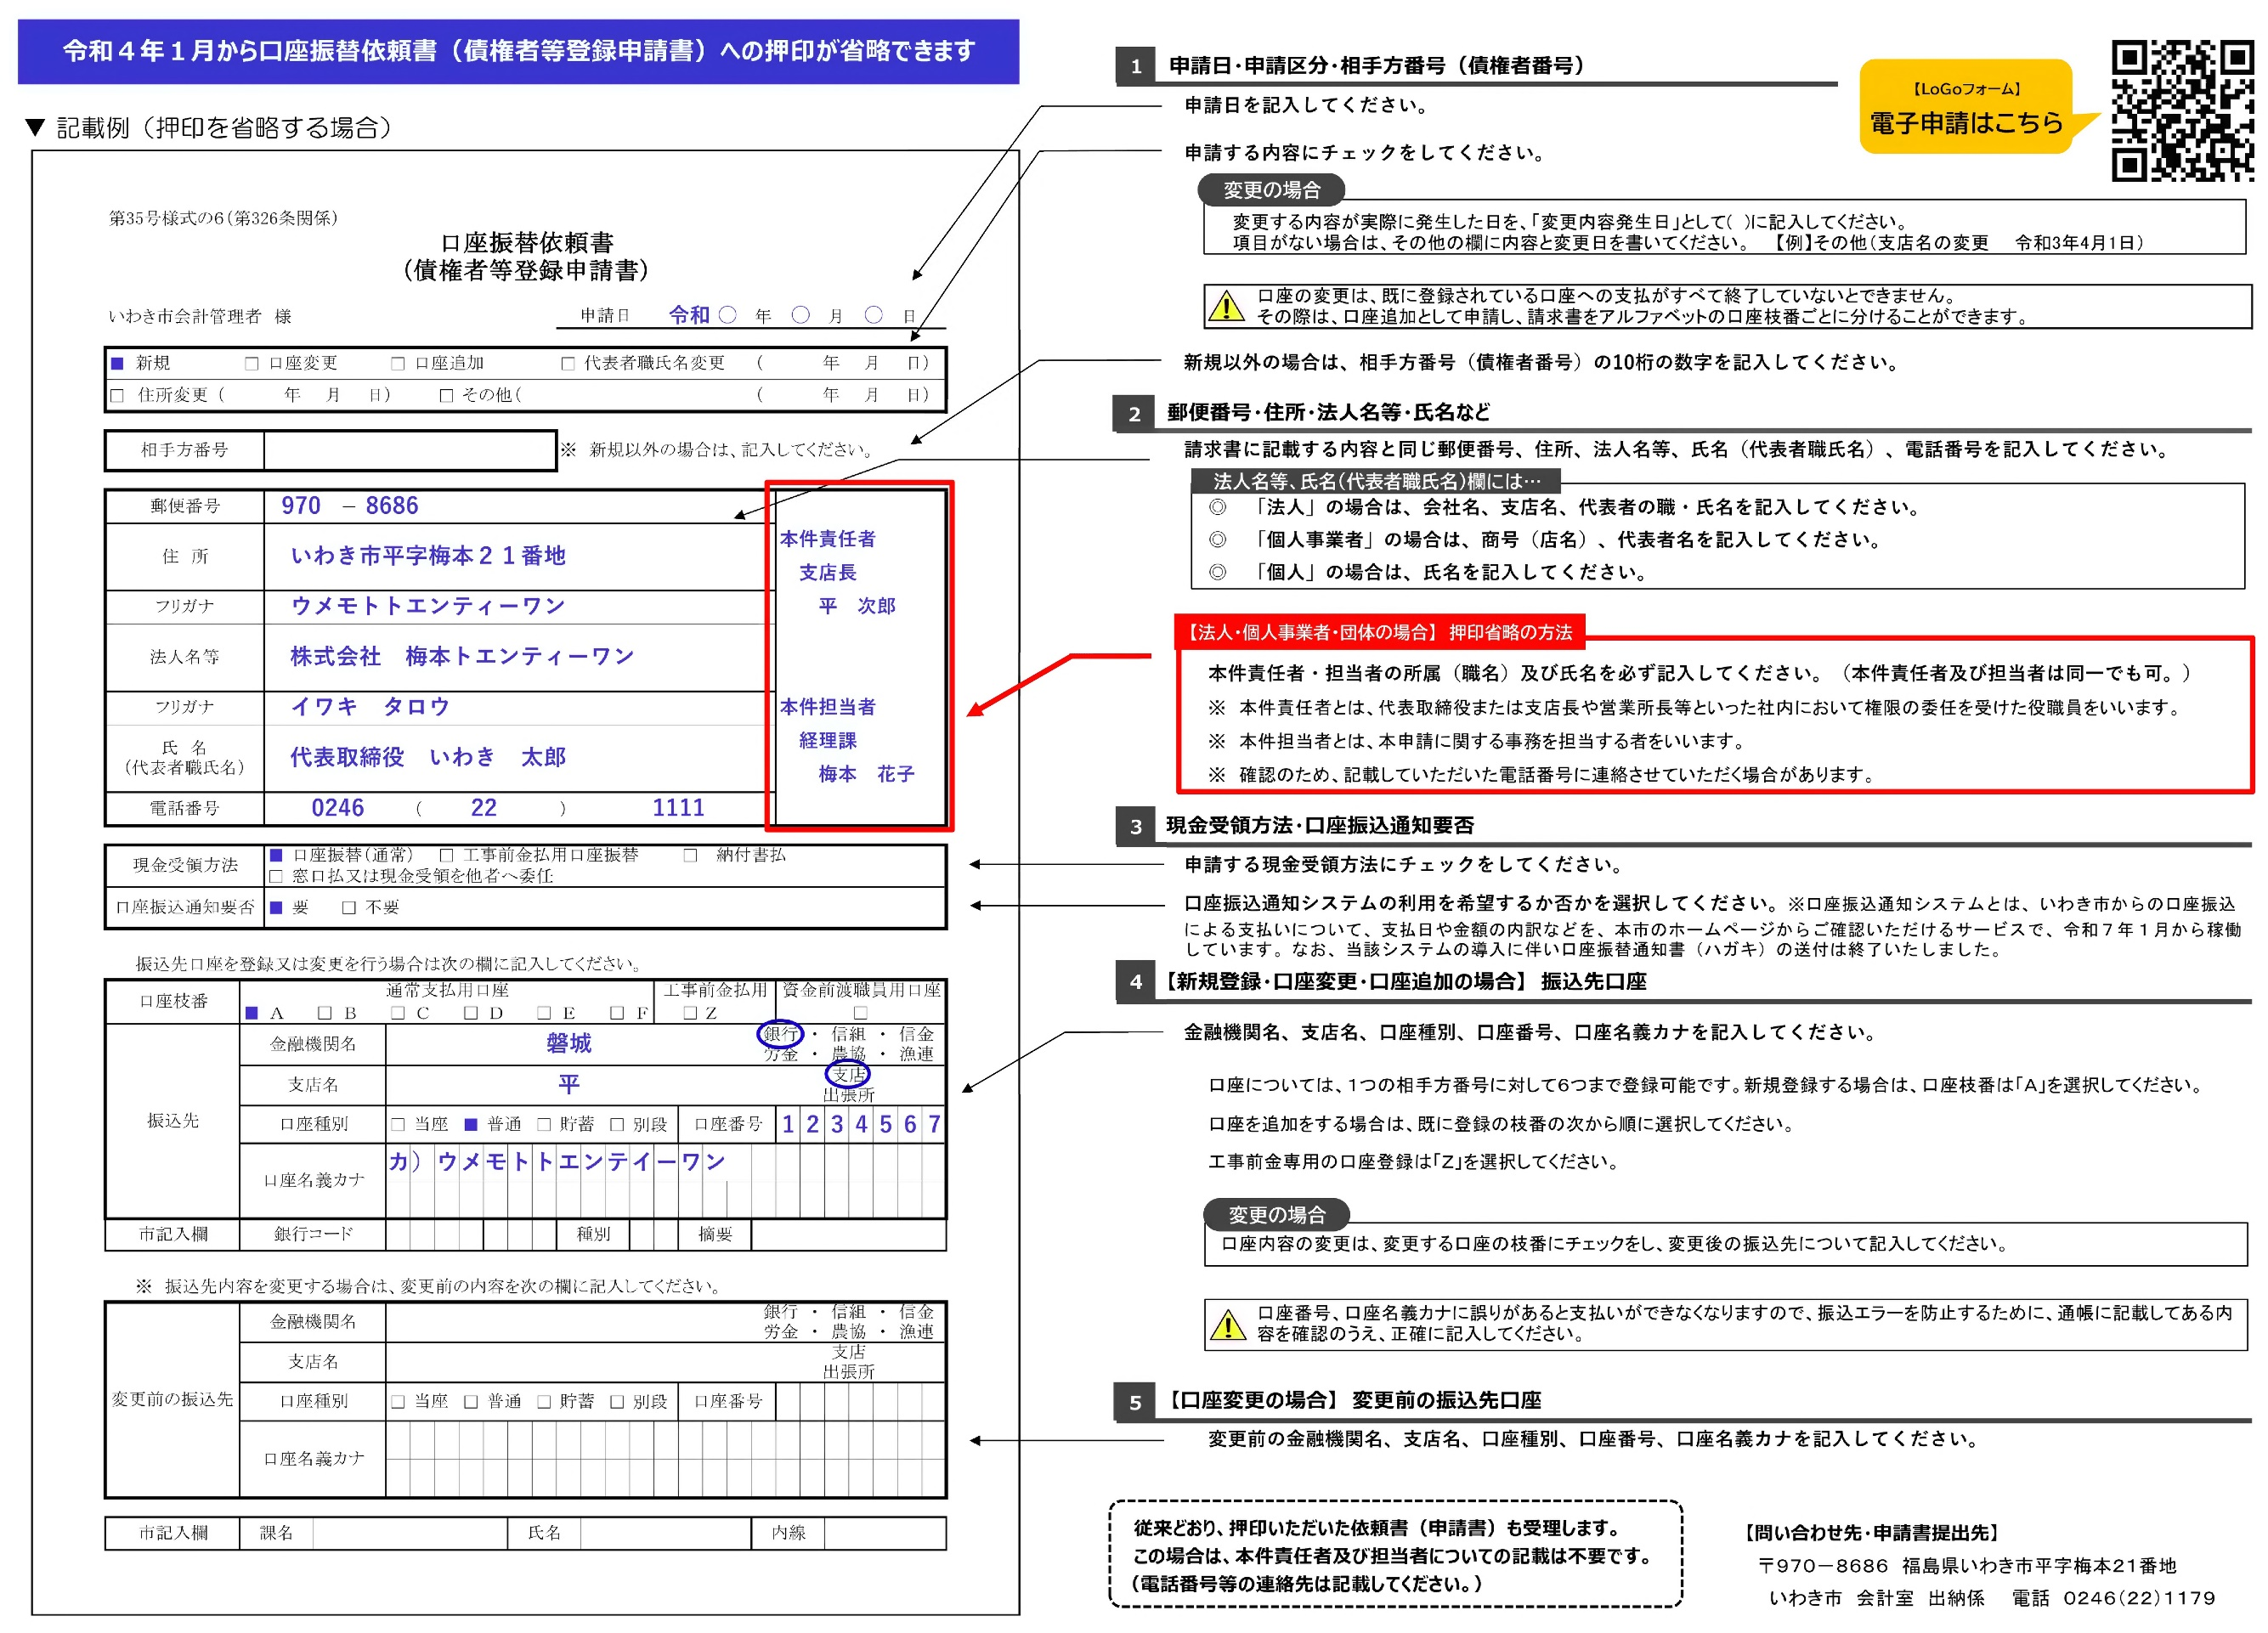 令和４年１月から口座振替依頼書（債権者等登録申請書）への押印が省略できます
▼ 記載例（押印を省略する場合）
第35号様式の6（第326条関係）
口座振替依頼書
（債権者等登録申請書）
いわき市会計管理者 様
申請日 令和 〇 年 〇 月 〇 日
■ 新規 □ 口座変更 □ 口座追加 □ 代表者職氏名変更 （ 年 月 日）
□ 住所変更（ 年 月 日） □ その他（ （ 年 月 日）
相手方番号 ※ 新規以外の場合は、記入してください。
郵便番号 970 － 8686
住 所 いわき市平字梅本２１番地
フリガナ ウメモトトエンティーワン
法人名等 株式会社 梅本トエンティーワン
フリガナ イワキ タロウ
氏 名
（代表者職氏名） 代表取締役 いわき 太郎
電話番号 0246 （ 22 ） 1111
本件責任者
支店長
平 次郎
本件担当者
経理課
梅本 花子
現金受領方法 ■ 口座振替（通常） □ 工事前金払用口座振替 □ 納付書払
□ 窓口払又は現金受領を他者へ委任
口座振込通知要否 ■ 要 □ 不要
振込先口座を登録又は変更を行う場合は次の欄に記入してください。
口座枝番 通常支払用口座 工事前金払用 資金前渡職員用口座
■ A □ B □ C □ D □ E □ F □ Z □
振込先
金融機関名 磐城 銀行 ・ 信組 ・ 信金
労金 ・ 農協 ・ 漁連
支店名 平 支店
出張所
口座種別 □ 当座 ■ 普通 □ 貯蓄 □ 別段 口座番号 1 2 3 4 5 6 7
口座名義カナ カ）ウメモトトエンテイーワン
市記入欄 銀行コード 種別 摘要
※ 振込先内容を変更する場合は、変更前の内容を次の欄に記入してください。
変更前の振込先
金融機関名 銀行 ・ 信組 ・ 信金
労金 ・ 農協 ・ 漁連
支店名 支店
出張所
口座種別 □ 当座 □ 普通 □ 貯蓄 □ 別段 口座番号
口座名義カナ
市記入欄 課名 氏名 内線
1 申請日・申請区分・相手方番号（債権者番号）
申請日を記入してください。
申請する内容にチェックをしてください。
【LoGoフォーム】
電子申請はこちら
変更の場合
変更する内容が実際に発生した日を、「変更内容発生日」として（ ）に記入してください。
項目がない場合は、その他の欄に内容と変更日を書いてください。 【例】その他（支店名の変更 令和3年4月1日）
口座の変更は、既に登録されている口座への支払がすべて終了していないとできません。
その際は、口座追加として申請し、請求書をアルファベットの口座枝番ごとに分けることができます。
新規以外の場合は、相手方番号（債権者番号）の10桁の数字を記入してください。
2 郵便番号・住所・法人名等・氏名など
請求書に記載する内容と同じ郵便番号、住所、法人名等、氏名（代表者職氏名）、電話番号を記入してください。
法人名等、氏名（代表者職氏名）欄には…
◎ 「法人」の場合は、会社名、支店名、代表者の職・氏名を記入してください。
◎ 「個人事業者」の場合は、商号（店名）、代表者名を記入してください。
◎ 「個人」の場合は、氏名を記入してください。
【法人・個人事業者・団体の場合】 押印省略の方法
本件責任者・担当者の所属（職名）及び氏名を必ず記入してください。（本件責任者及び担当者は同一でも可。）
※ 本件責任者とは、代表取締役または支店長や営業所長等といった社内において権限の委任を受けた役職員をいいます。
※ 本件担当者とは、本申請に関する事務を担当する者をいいます。
※ 確認のため、記載していただいた電話番号に連絡させていただく場合があります。
3 現金受領方法・口座振込通知要否
申請する現金受領方法にチェックをしてください。
口座振込通知システムの利用を希望するか否かを選択してください。※口座振込通知システムとは、いわき市からの口座振込
による支払いについて、支払日や金額の内訳などを、本市のホームページからご確認いただけるサービスで、令和７年１月から稼働
しています。なお、当該システムの導入に伴い口座振替通知書（ハガキ）の送付は終了いたしました。
4 【新規登録・口座変更・口座追加の場合】 振込先口座
金融機関名、支店名、口座種別、口座番号、口座名義カナを記入してください。
口座については、1つの相手方番号に対して6つまで登録可能です。新規登録する場合は、口座枝番は「A」を選択してください。
口座を追加をする場合は、既に登録の枝番の次から順に選択してください。
工事前金専用の口座登録は「Z」を選択してください。
変更の場合
口座内容の変更は、変更する口座の枝番にチェックをし、変更後の振込先について記入してください。
口座番号、口座名義カナに誤りがあると支払いができなくなりますので、振込エラーを防止するために、通帳に記載してある内
容を確認のうえ、正確に記入してください。
5 【口座変更の場合】 変更前の振込先口座
変更前の金融機関名、支店名、口座種別、口座番号、口座名義カナを記入してください。
従来どおり、押印いただいた依頼書（申請書）も受理します。
この場合は、本件責任者及び担当者についての記載は不要です。
（電話番号等の連絡先は記載してください。）
【問い合わせ先・申請書提出先】
〒970－8686 福島県いわき市平字梅本21番地
いわき市 会計室 出納係 電話 0246(22)1179